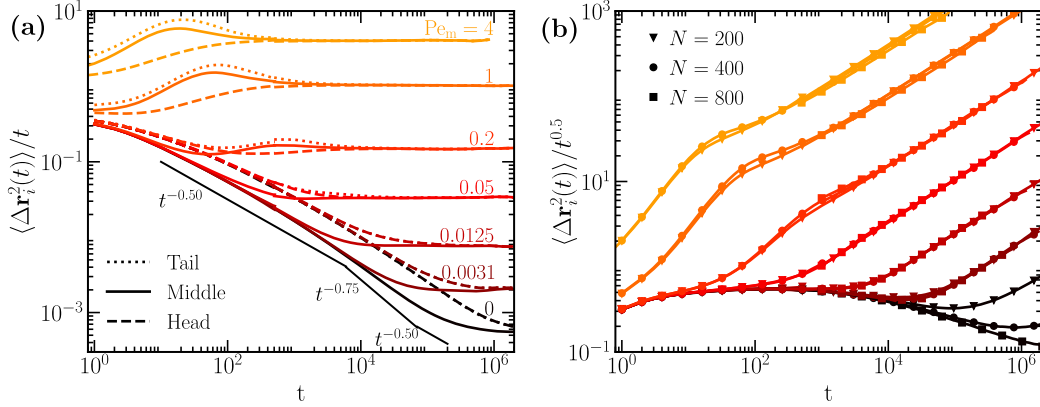 (a)
10^1
10^-1
10^-3
⟨Δr_i^2(t)⟩/t
Pe_m = 4
1
0.2
0.05
0.0125
0.0031
0
t^-0.50
t^-0.75
t^-0.50
Tail
Middle
Head
10^0
10^2
10^4
10^6
t
(b)
10^3
10^1
10^-1
⟨Δr_i^2(t)⟩/t^0.5
N = 200
N = 400
N = 800
10^0
10^2
10^4
10^6
t